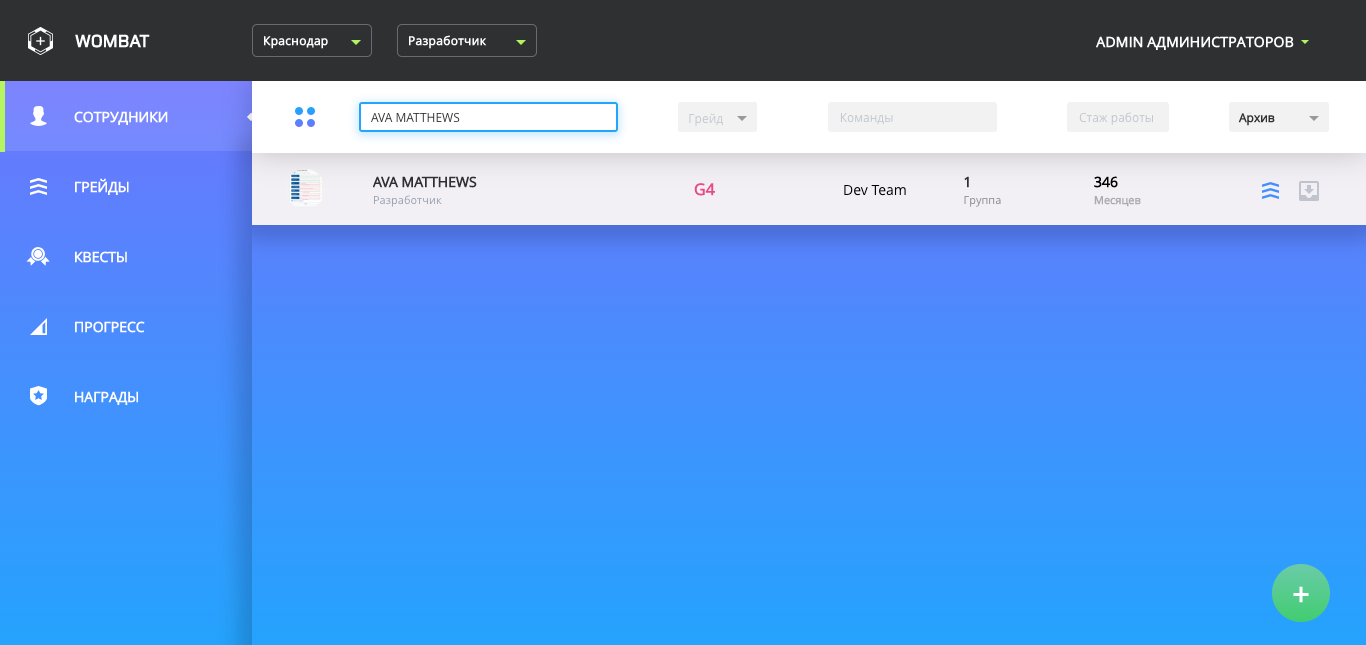 WOMBAT
Краснодар
Разработчик
ADMIN АДМИНИСТРАТОРОВ
СОТРУДНИКИ
ГРЕЙДЫ
КВЕСТЫ
ПРОГРЕСС
НАГРАДЫ
AVA MATTHEWS
Грейд
Команды
Стаж работы
Архив
AVA MATTHEWS
Разработчик
G4
Dev Team
1
Группа
346
Месяцев